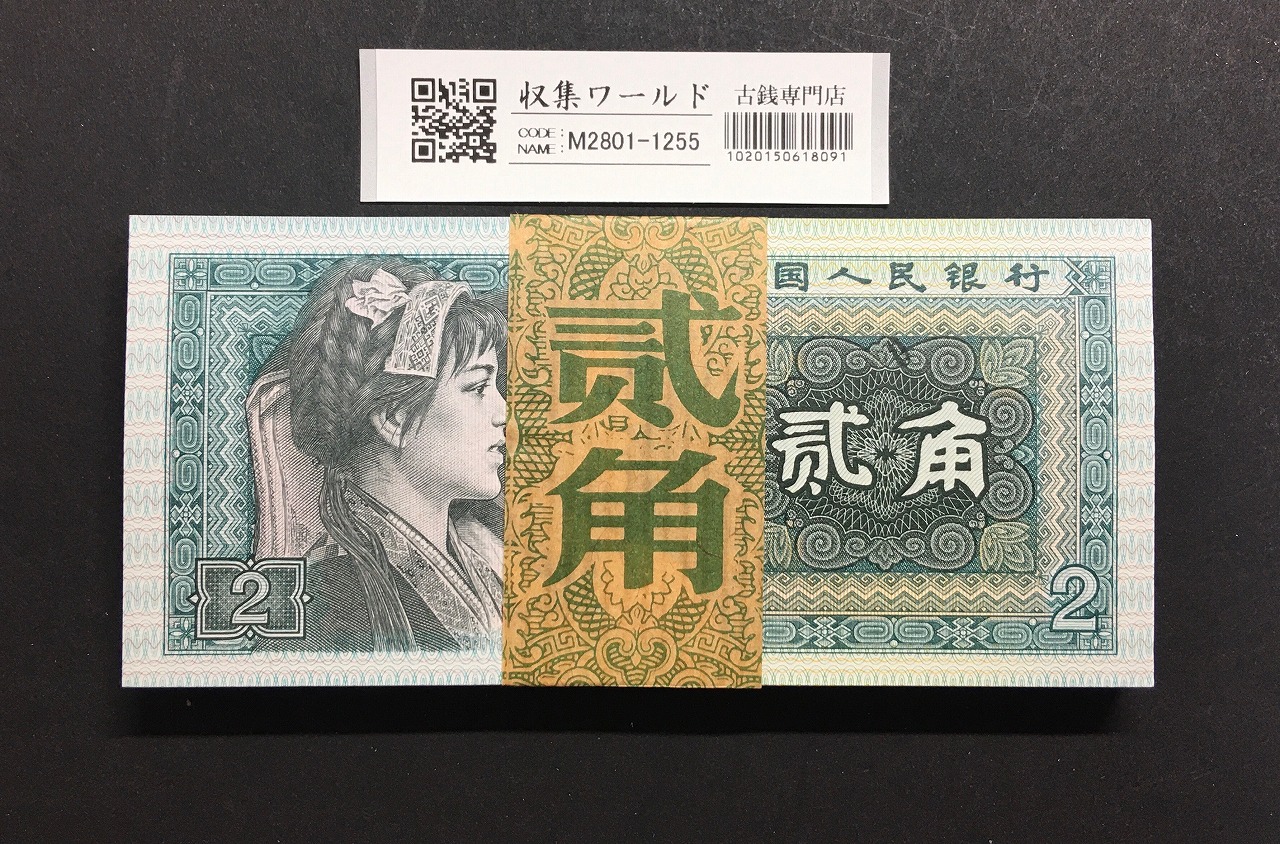 収集ワールド 古銭専門店
CODE:
NAME: M2801-1255
1020150618091
国人民银行
贰
角
贰角
2
2